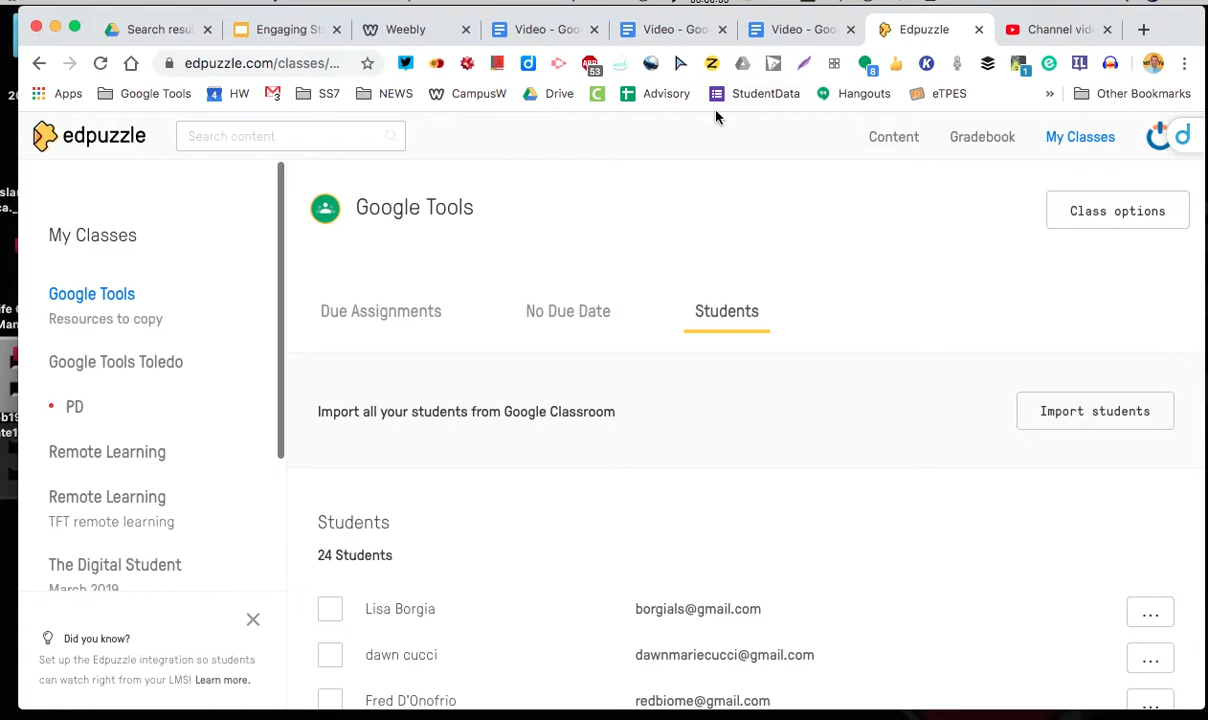 Search resu
Engaging St
Weebly
Video - Goo
Video - Goo
Video - Goo
Edpuzzle
Channel vid
edpuzzle.com/classes/...
53
8
1
Apps
Google Tools
4 HW
SS7
NEWS
CampusW
Drive
Advisory
StudentData
Hangouts
eTPES
»
Other Bookmarks
edpuzzle
Search content
Content
Gradebook
My Classes
d
My Classes
Google Tools
Resources to copy
Google Tools Toledo
PD
Remote Learning
Remote Learning
TFT remote learning
The Digital Student
March 2019
Did you know?
Set up the Edpuzzle integration so students
can watch right from your LMS! Learn more.
Google Tools
Class options
Due Assignments
No Due Date
Students
Import all your students from Google Classroom
Import students
Students
24 Students
Lisa Borgia
borgials@gmail.com
...
dawn cucci
dawnmariecucci@gmail.com
...
Fred D'Onofrio
redbiome@gmail.com
...